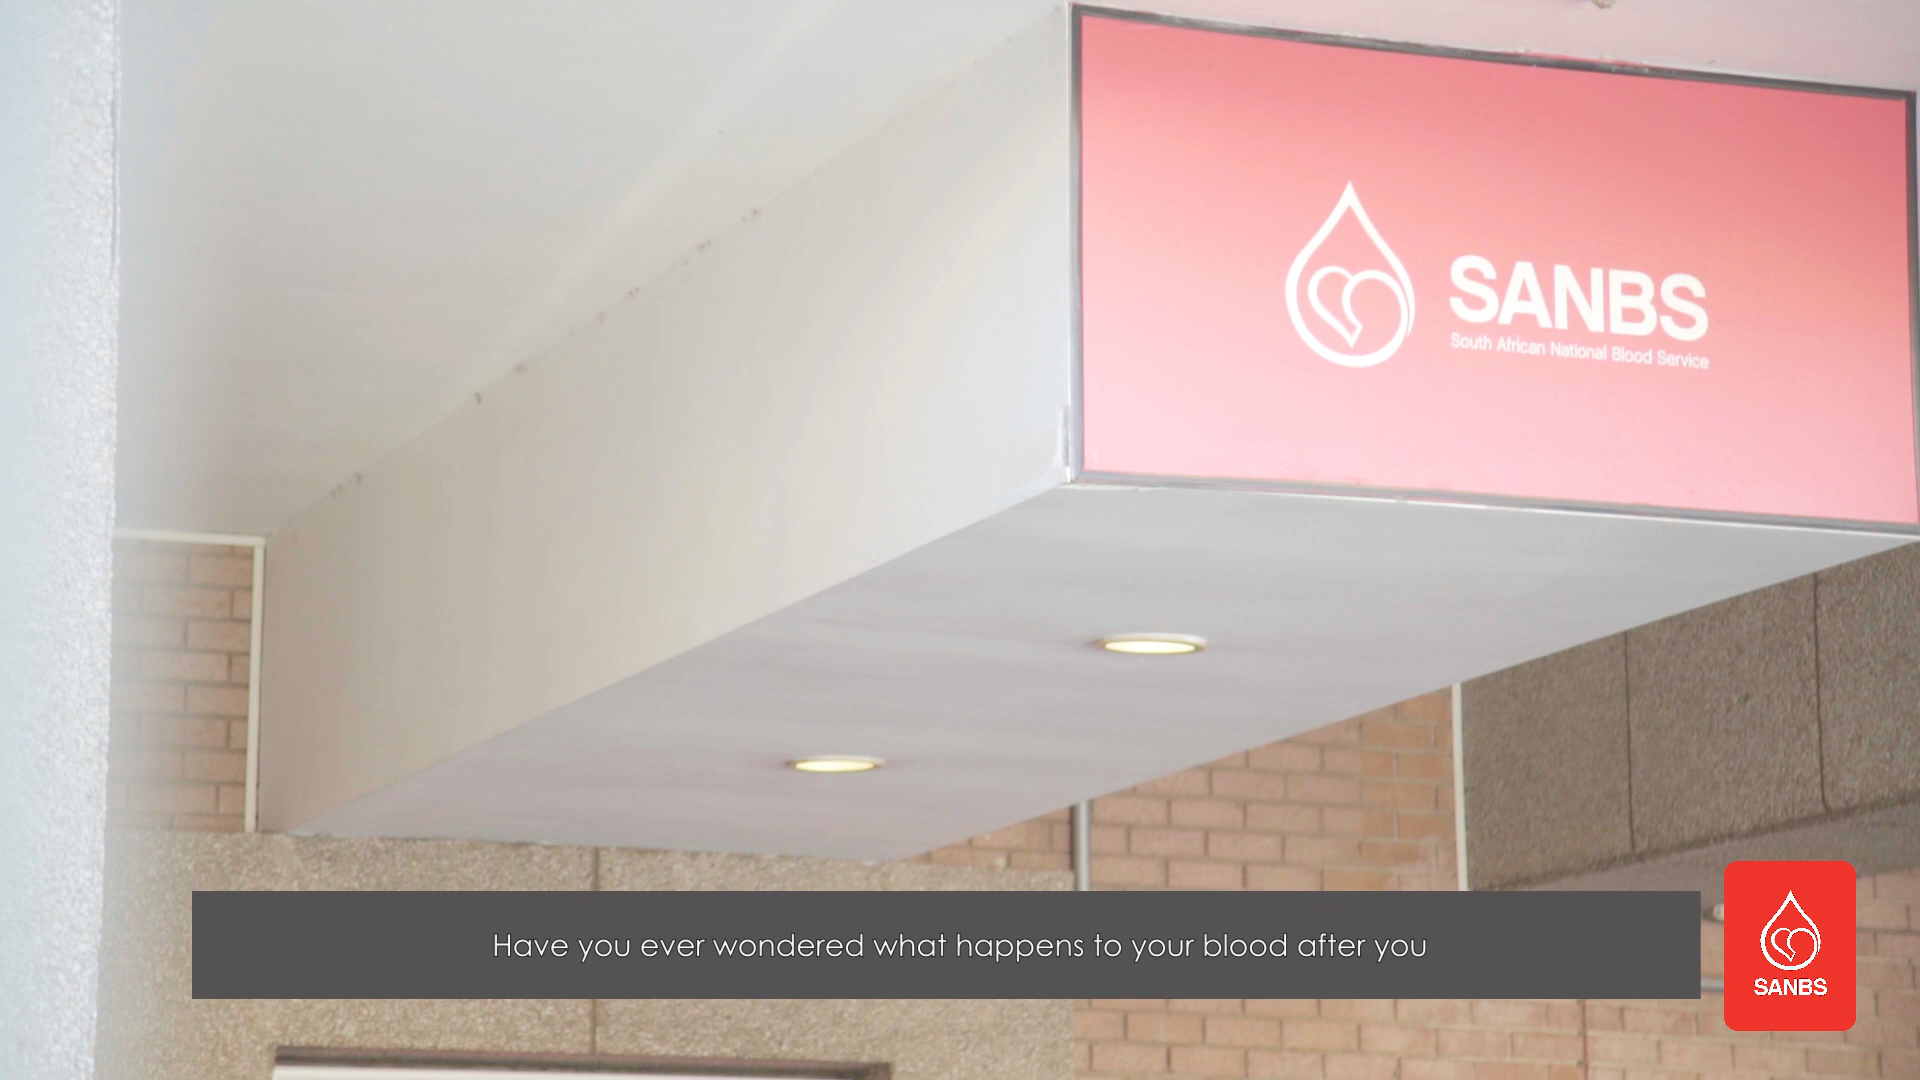 SANBS
South African National Blood Service
Have you ever wondered what happens to your blood after you
SANBS